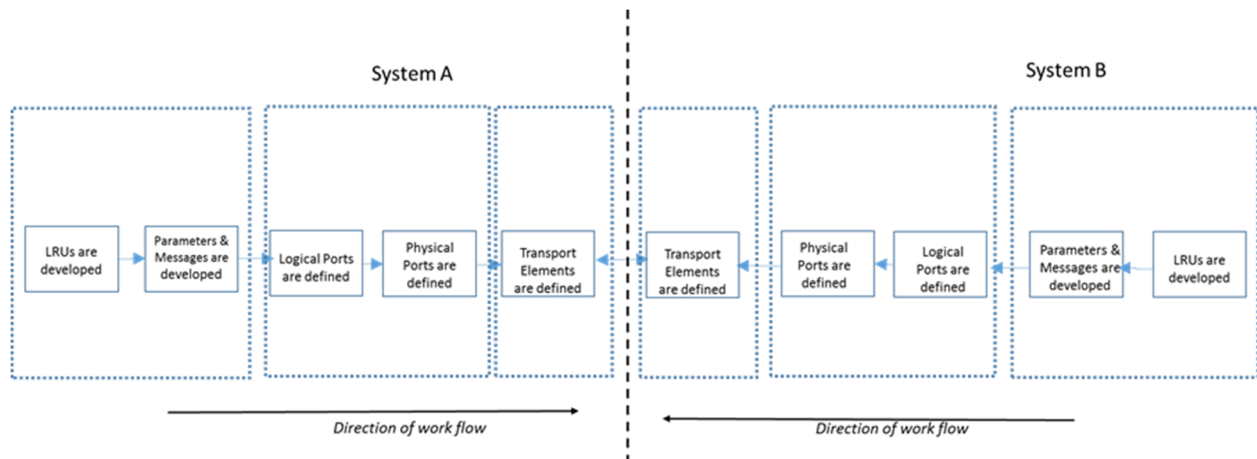 System A
System B
LRUs are
developed
Parameters &
Messages are
developed
Logical Ports
are defined
Physical
Ports are
defined
Transport
Elements
are defined
Transport
Elements
are defined
Physical
Ports are
defined
Logical
Ports are
defined
Parameters &
Messages are
developed
LRUs are
developed
Direction of work flow
Direction of work flow